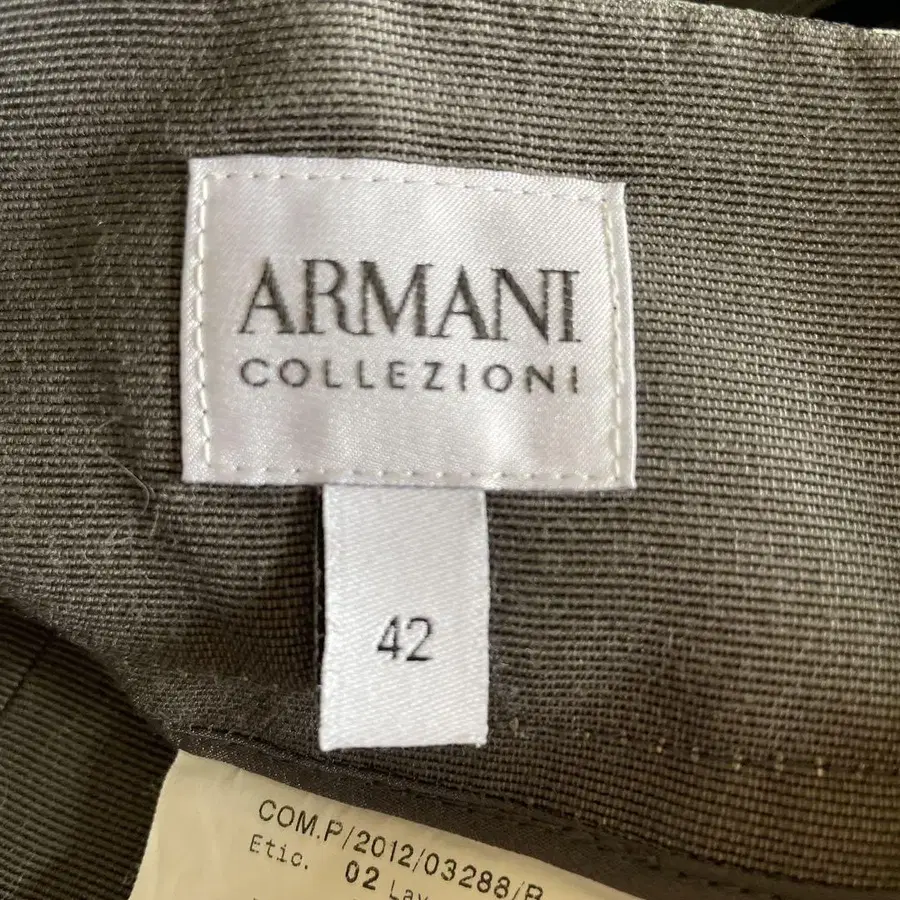 ARMANI
COLLEZIONI
42
COM.P/2012/03288/B
Etic. 02